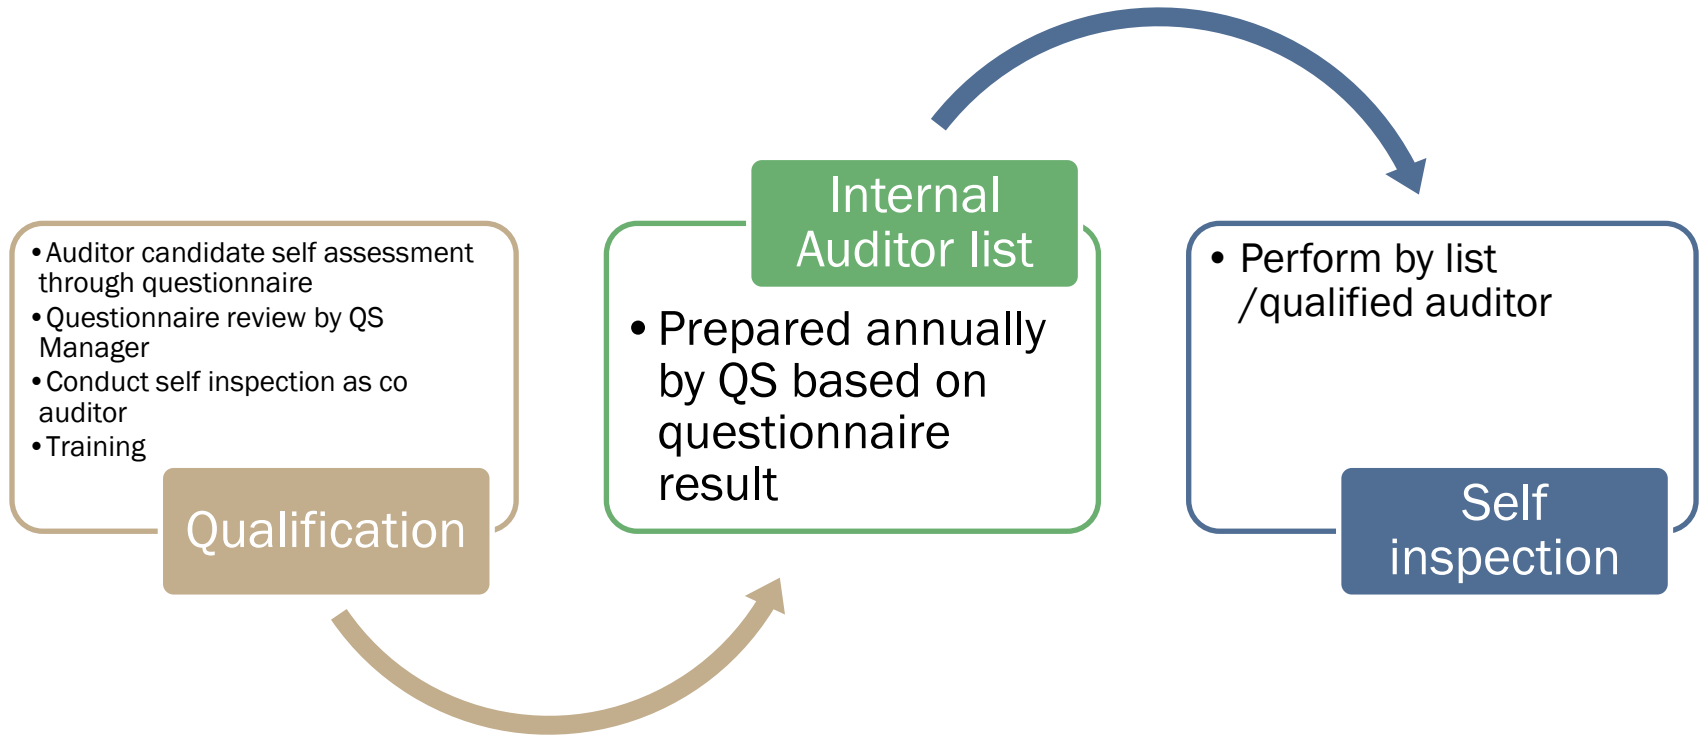 •Auditor candidate self assessment
through questionnaire
•Questionnaire review by QS
Manager
•Conduct self inspection as co
auditor
•Training
Qualification
Internal
Auditor list
•Prepared annually
by QS based on
questionnaire
result
• Perform by list
/qualified auditor
Self
inspection